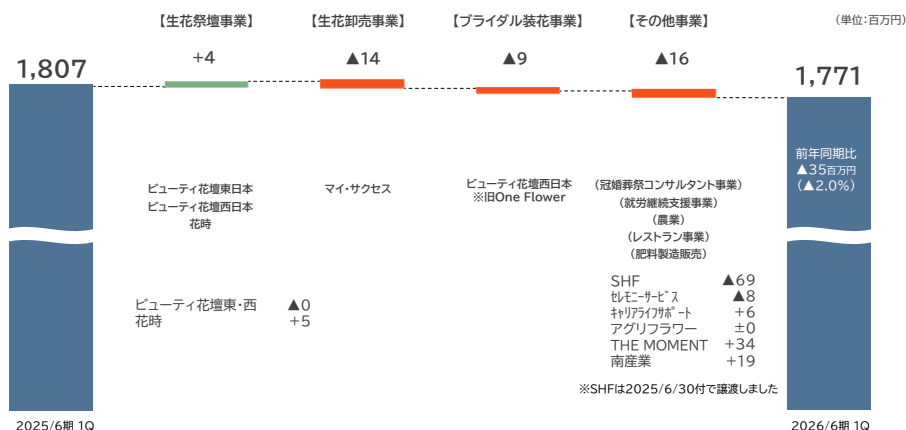 【生花祭壇事業】 【生花卸売事業】 【ブライダル装花事業】 【その他事業】 (単位:百万円)
+4 ▲14 ▲9 ▲16
1,807 1,771
前年同期比
▲35百万円
(▲2.0%)
ビューティ花壇東日本
ビューティ花壇西日本
花時
マイ・サクセス
ビューティ花壇西日本
※旧One Flower
(冠婚葬祭コンサルタント事業)
(就労継続支援事業)
(農業)
(レストラン事業)
(肥料製造販売)
ビューティ花壇東・西 ▲0
花時 +5
SHF ▲69
ｾﾚﾓﾆｰｻｰﾋﾞｽ ▲8
ｷｬﾘｱﾗｲﾌｻﾎﾟｰﾄ +6
アグリフラワー ±0
THE MOMENT +34
南産業 +19
※SHFは2025/6/30付で譲渡しました
2025/6期 1Q 2026/6期 1Q